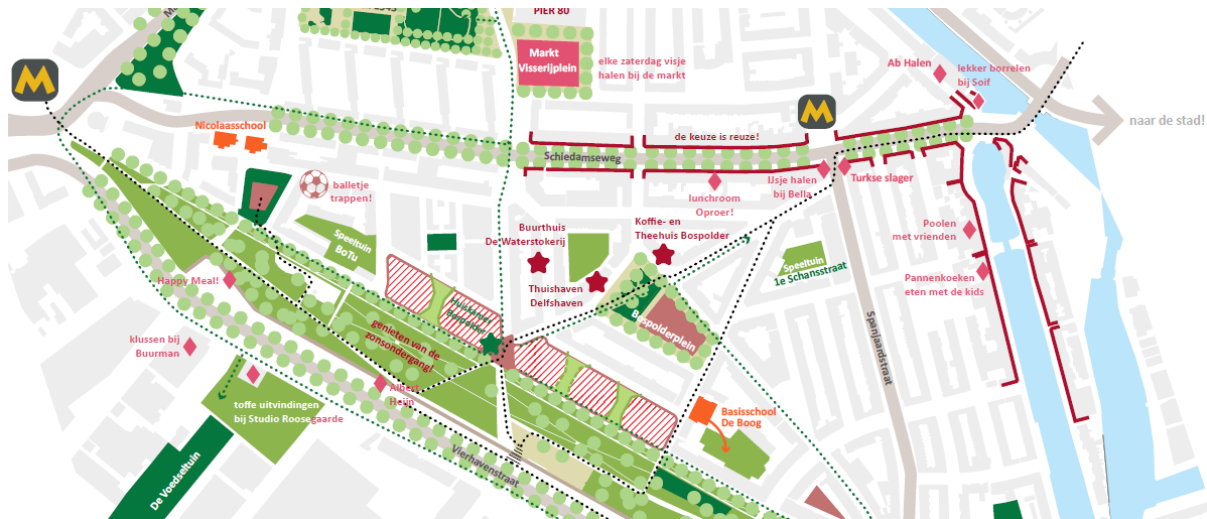 PIER 80
Markt
Visserijplein
elke zaterdag visje
halen bij de markt
M
M
Ab Halen
lekker borrelen
bij Soif
naar de stad!
Nicolaasschool
de keuze is reuze!
Schiedamseweg
balletje
trappen!
lunchroom
Oproer!
IJsje halen
bij Bella
Turkse slager
Speeltuin
BoTu
Buurthuis
De Waterstokerij
Koffie- en
Theehuis Bospolder
Poolen
met vrienden
Speeltuin
1e Schansstraat
Thuishaven
Delfshaven
Pannenkoeken
eten met de kids
Happy Meal!
Huiskamer
Bospolder
genieten van de
zonsondergang!
Bospolderplein
Spanjaardstraat
klussen bij
Buurman
Albert
Heijn
toffe uitvindingen
bij Studio Roosegaarde
Basisschool
De Boog
Vierhavenstraat
De Voedseltuin